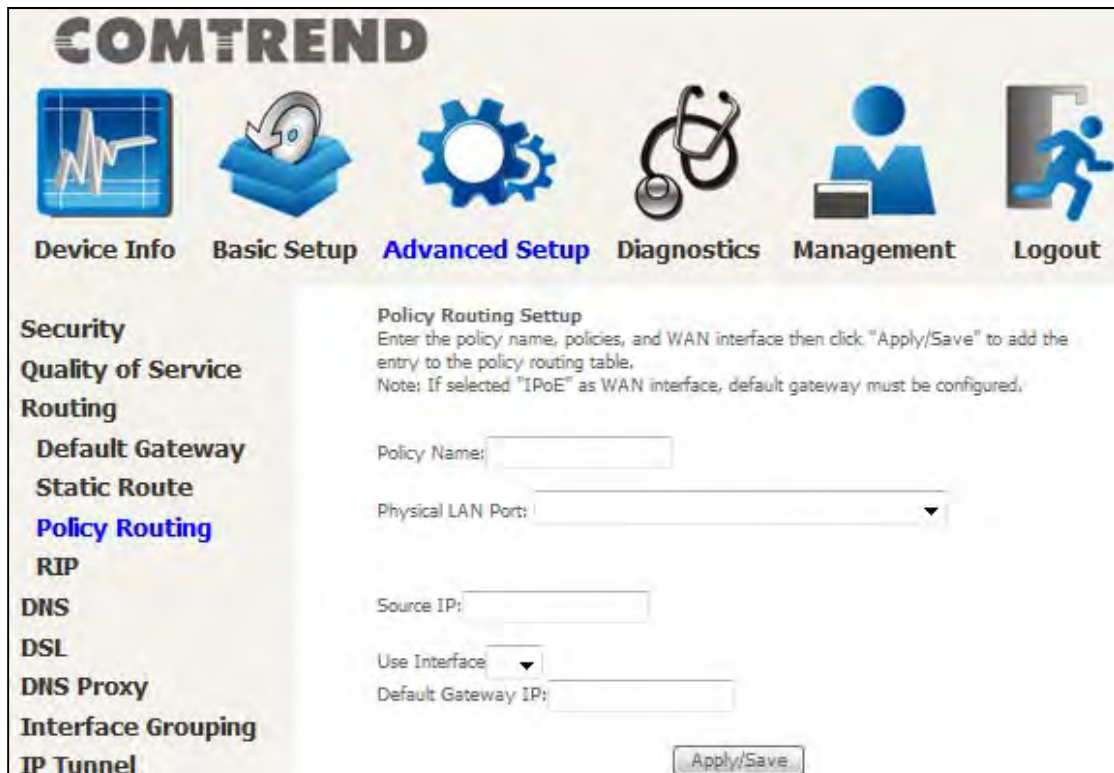 COMTREND
Device Info Basic Setup Advanced Setup Diagnostics Management Logout
Security
Quality of Service
Routing
Default Gateway
Static Route
Policy Routing
RIP
DNS
DSL
DNS Proxy
Interface Grouping
IP Tunnel
Policy Routing Settup
Enter the policy name, policies, and WAN interface then click "Apply/Save" to add the
entry to the policy routing table.
Note: If selected "IPoE" as WAN interface, default gateway must be configured.
Policy Name:
Physical LAN Port:
Source IP:
Use Interface
Default Gateway IP:
Apply/Save